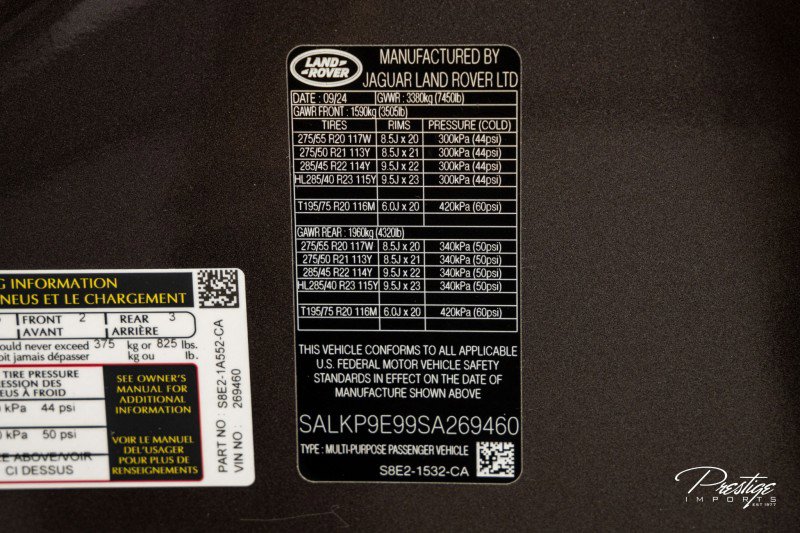 LAND
ROVER
MANUFACTURED BY
JAGUAR LAND ROVER LTD
DATE : 09/24 GVWR : 3380kg (7450lb)
GAWR FRONT : 1590kg (3505lb)
TIRES RIMS PRESSURE (COLD)
275/55 R20 117W 8.5J x 20 300kPa (44psi)
275/50 R21 113Y 8.5J x 21 300kPa (44psi)
285/45 R22 114Y 9.5J x 22 300kPa (44psi)
HL285/40 R23 115Y 9.5J x 23 300kPa (44psi)
T195/75 R20 116M 6.0J x 20 420kPa (60psi)
GAWR REAR : 1960kg (4320lb)
275/55 R20 117W 8.5J x 20 340kPa (50psi)
275/50 R21 113Y 8.5J x 21 340kPa (50psi)
285/45 R22 114Y 9.5J x 22 340kPa (50psi)
HL285/40 R23 115Y 9.5J x 23 340kPa (50psi)
T195/75 R20 116M 6.0J x 20 420kPa (60psi)
THIS VEHICLE CONFORMS TO ALL APPLICABLE
U.S. FEDERAL MOTOR VEHICLE SAFETY
STANDARDS IN EFFECT ON THE DATE OF
MANUFACTURE SHOWN ABOVE
SALKP9E99SA269460
TYPE : MULTI-PURPOSE PASSENGER VEHICLE
S8E2-1532-CA
G INFORMATION
NEUS ET LE CHARGEMENT
FRONT 2 REAR 3
AVANT ARRIÈRE
ould never exceed 375 kg or 825 lbs.
oit jamais dépasser kg ou lb.
TIRE PRESSURE
ESSION DES
EUS À FROID
0 kPa 44 psi
0 kPa 50 psi
EE ABOVE/VOIR
CI DESSUS
SEE OWNER'S
MANUAL FOR
ADDITIONAL
INFORMATION
VOIR LE MANUEL
DEL'USAGER
POUR PLUS DE
RENSEIGNEMENTS
PART NO : S8E2-1A552-CA
VIN NO : 269460
Prestige
IMPORTS
EST 1977